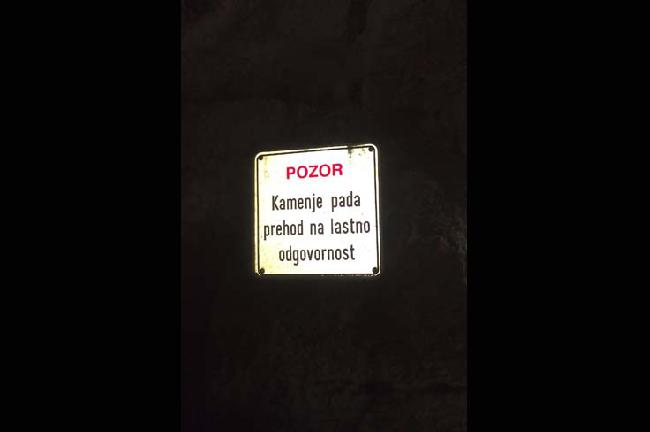 POZOR
Kamenje pada
prehod na lastno
odgovornost